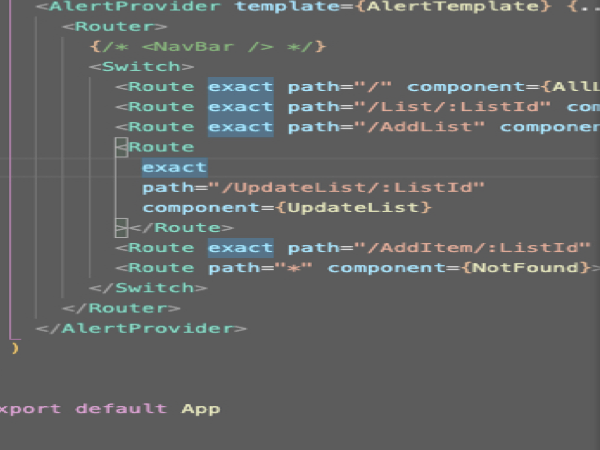 <AlertProvider template={AlertTemplate} {..
<Router>
{/* <NavBar /> */}
<Switch>
<Route exact path="/" component={AllL
<Route exact path="/List/:ListId" com
<Route exact path="/AddList" componen
<Route
exact
path="/UpdateList/:ListId"
component={UpdateList}
></Route>
<Route exact path="/AddItem/:ListId"
<Route path="*" component={NotFound}>
</Switch>
</Router>
</AlertProvider>
)
xport default App